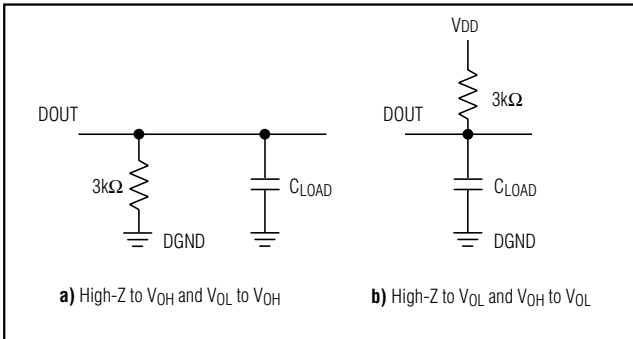 DOUT
3kΩ
DGND
CLOAD
a) High-Z to VOH and VOL to VOH
VDD
3kΩ
DOUT
CLOAD
DGND
b) High-Z to VOL and VOH to VOL